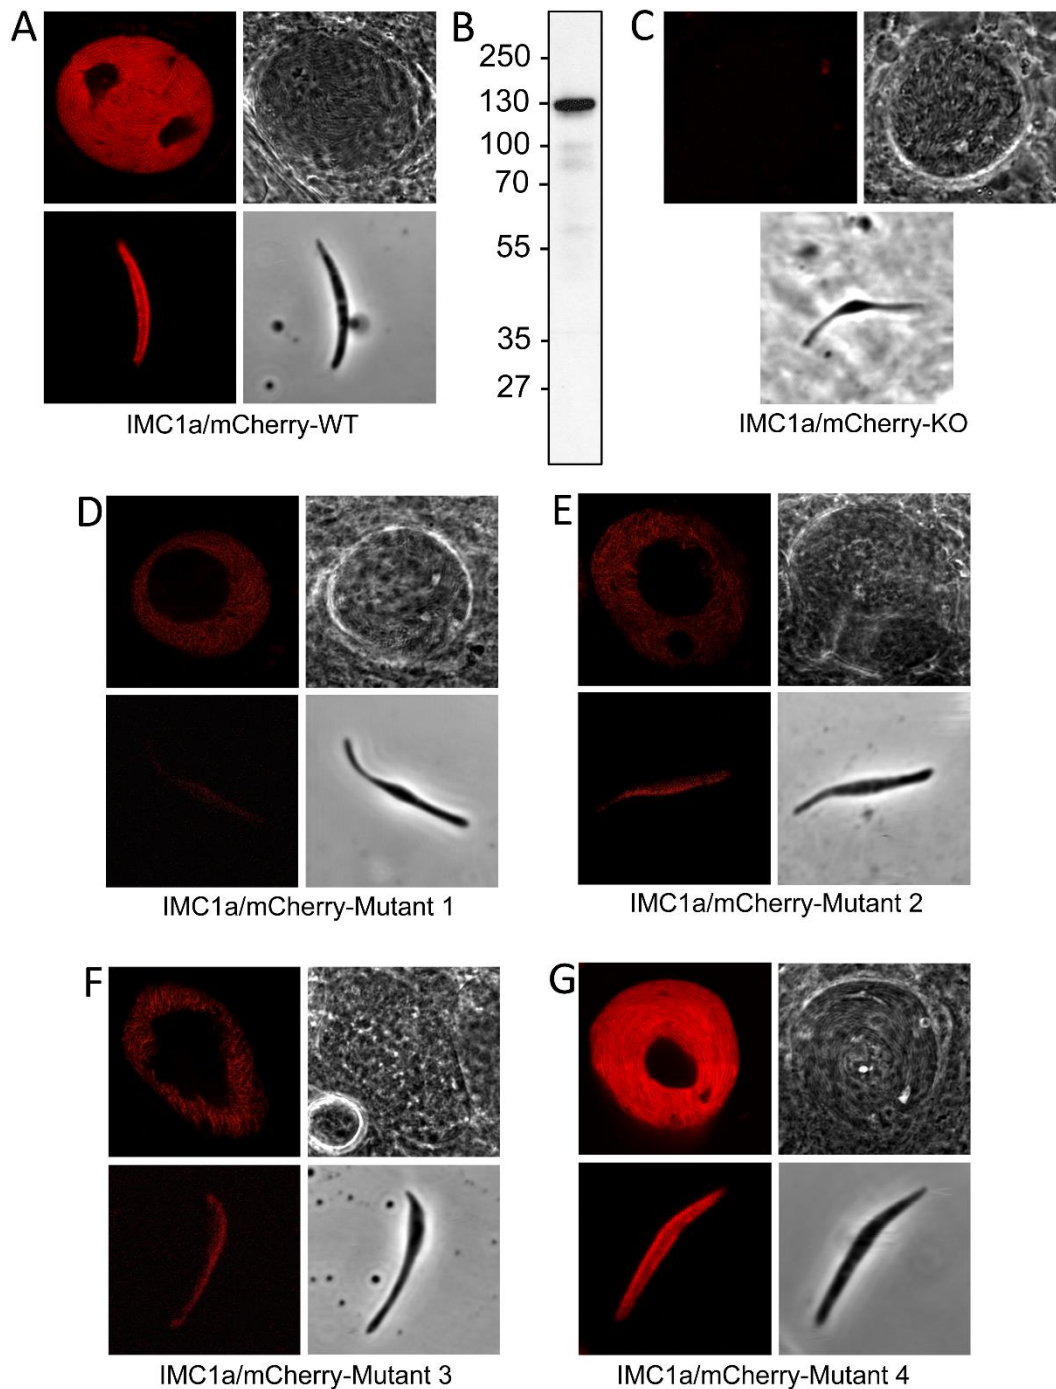 A
B
C
250
130
100
70
55
35
27
IMC1a/mCherry-WT
IMC1a/mCherry-KO
D
E
IMC1a/mCherry-Mutant 1
IMC1a/mCherry-Mutant 2
F
G
IMC1a/mCherry-Mutant 3
IMC1a/mCherry-Mutant 4